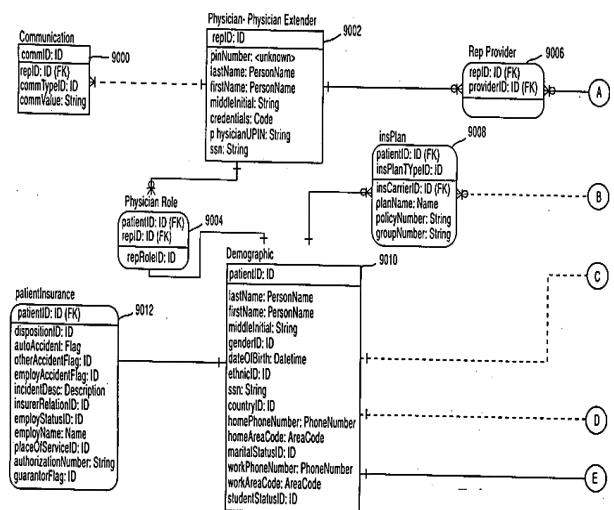 Communication
9000
commID: ID
repID: ID (FK)
commTypeID: ID
commValue: String
Physician- Physician Extender
9002
repID: ID
pinNumber: <unknown>
lastName: PersonName
firstName: PersonName
middleInitial: String
credentials: Code
p hysicianUPIN: String
ssn: String
Rep Provider
9006
repID: ID (FK)
providerID: ID (FK)
A
insPlan
9008
patientID: ID (FK)
insPlanTYpeID: ID
insCarrierID: ID (FK)
planName: Name
policyNumber: String
groupNumber: String
B
Physician Role
9004
patientID: ID (FK)
repID: ID (FK)
repRoleID: ID
Demographic
9010
patientID: ID
lastName: PersonName
firstName: PersonName
middleInitial: String
genderID: ID
dateOfBirth: Datetime
ethnicID: ID
ssn: String
countryID: ID
homePhoneNumber: PhoneNumber
homeAreaCode: AreaCode
maritalStatusID: ID
workPhoneNumber: PhoneNumber
workAreaCode: AreaCode
studentStatusID: ID
C
D
E
patientInsurance
9012
patientID: ID (FK)
dispositionID: ID
autoAccident: Flag
otherAccidentFlag: ID
employAccidentFlag: ID
incidentDesc: Description
insurerRelationID: ID
employStatusID: ID
employName: Name
placeOfServiceID: ID
authorizationNumber: String
guarantorFlag: ID